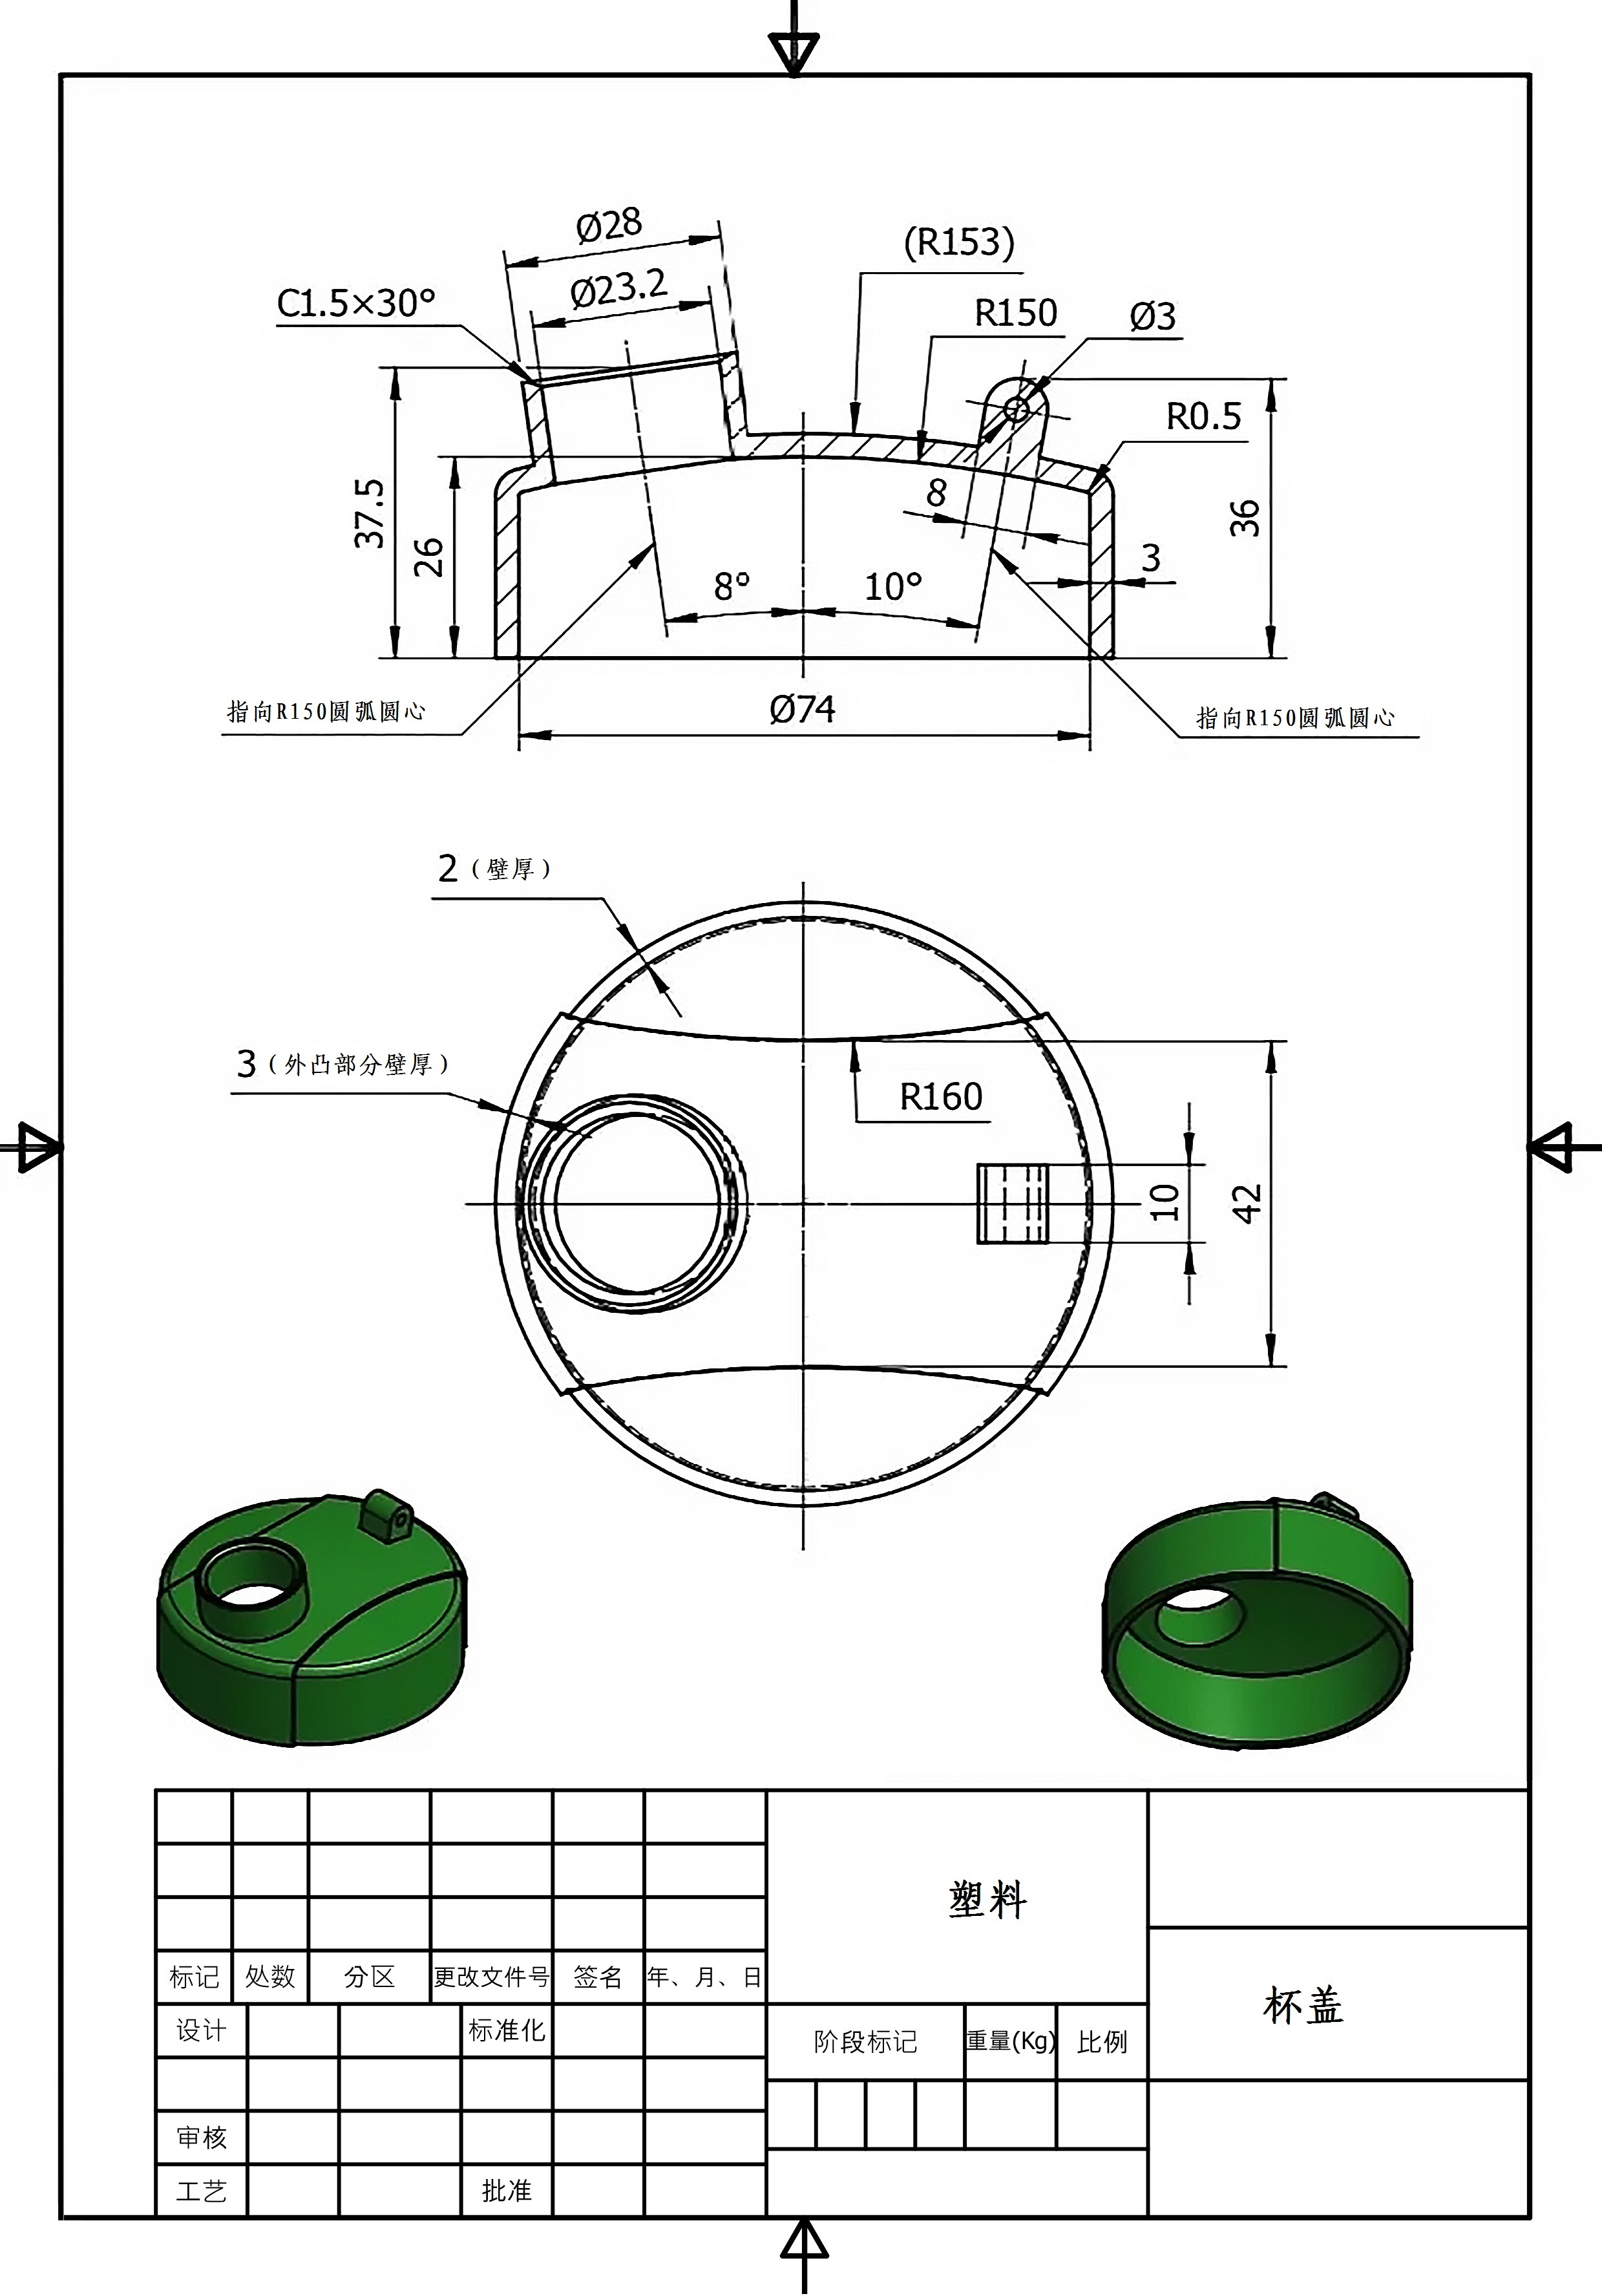 Ø28
(R153)
Ø23.2
C1.5×30°
R150
Ø3
R0.5
37.5
26
8
36
3
8°
10°
指向R150圆弧圆心
Ø74
指向R150圆弧圆心
2（壁厚）
3（外凸部分壁厚）
R160
10
42
塑料
标记 处数 分区 更改文件号 签名 年、月、日
杯盖
设计 标准化
阶段标记 重量(Kg) 比例
审核
工艺 批准